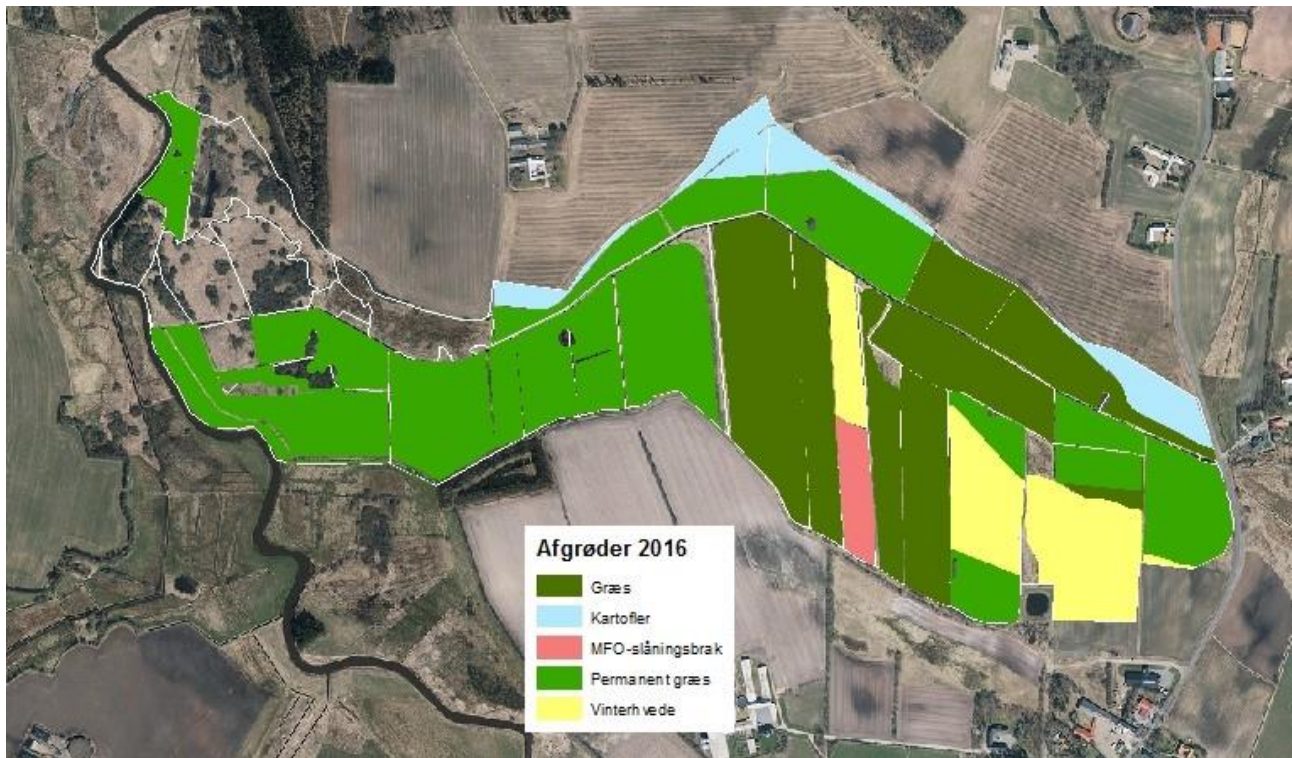 Afgrøder 2016
Græs
Kartofler
MFO-slåningsbrak
Permanent græs
Vinterhvede